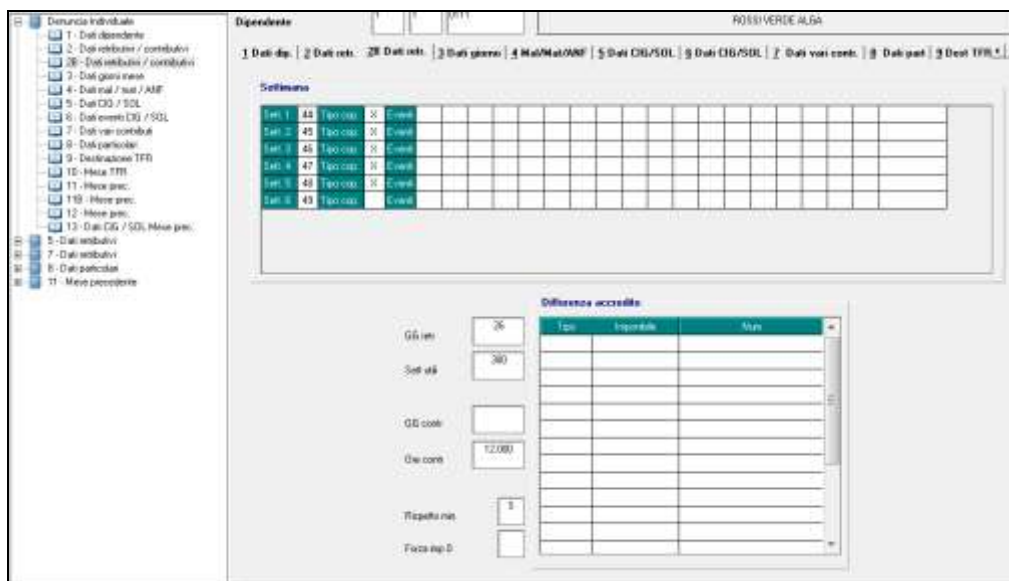 Denuncia Individuale
1 - Dati dipendente
2 - Dati retributivi / contributivi
2B - Dati retributivi / contributivi
3 - Dati giorni mese
4 - Dati mal / mat / ANF
5 - Dati CIG / SOL
6 - Dati eventi CIG / SOL
7 - Dati vari contributi
8 - Dati particolari
9 - Destinazione TFR
10 - Mese TFR
11 - Mese prec.
11B - Mese prec.
12 - Mese prec.
13 - Dati CIG / SOL Mese prec.
5 - Dati retributivi
7 - Dati retributivi
8 - Dati particolari
11 - Mese precedente
Dipendente 1 1 0111 ROSSI VERDE ALGA
1 Dati dip. 2 Dati retr. 2B Dati retr. 3 Dati giorno 4 Mal/Mat/ANF 5 Dati CIG/SOL 6 Dati CIG/SOL 7 Dati vari contr. 8 Dati part 9 Dest TFR
Settimana
Sett. 1 44 Tipo cop. X Eventi
Sett. 2 45 Tipo cop. X Eventi
Sett. 3 46 Tipo cop. X Eventi
Sett. 4 47 Tipo cop. X Eventi
Sett. 5 48 Tipo cop. X Eventi
Sett. 6 49 Tipo cop. Eventi
Differenza accredito
Tipo Imponibile Num
GG retr. 26
Sett utili
GG contr
Ore contr 12.000
Rispetto min
Forza imp 0